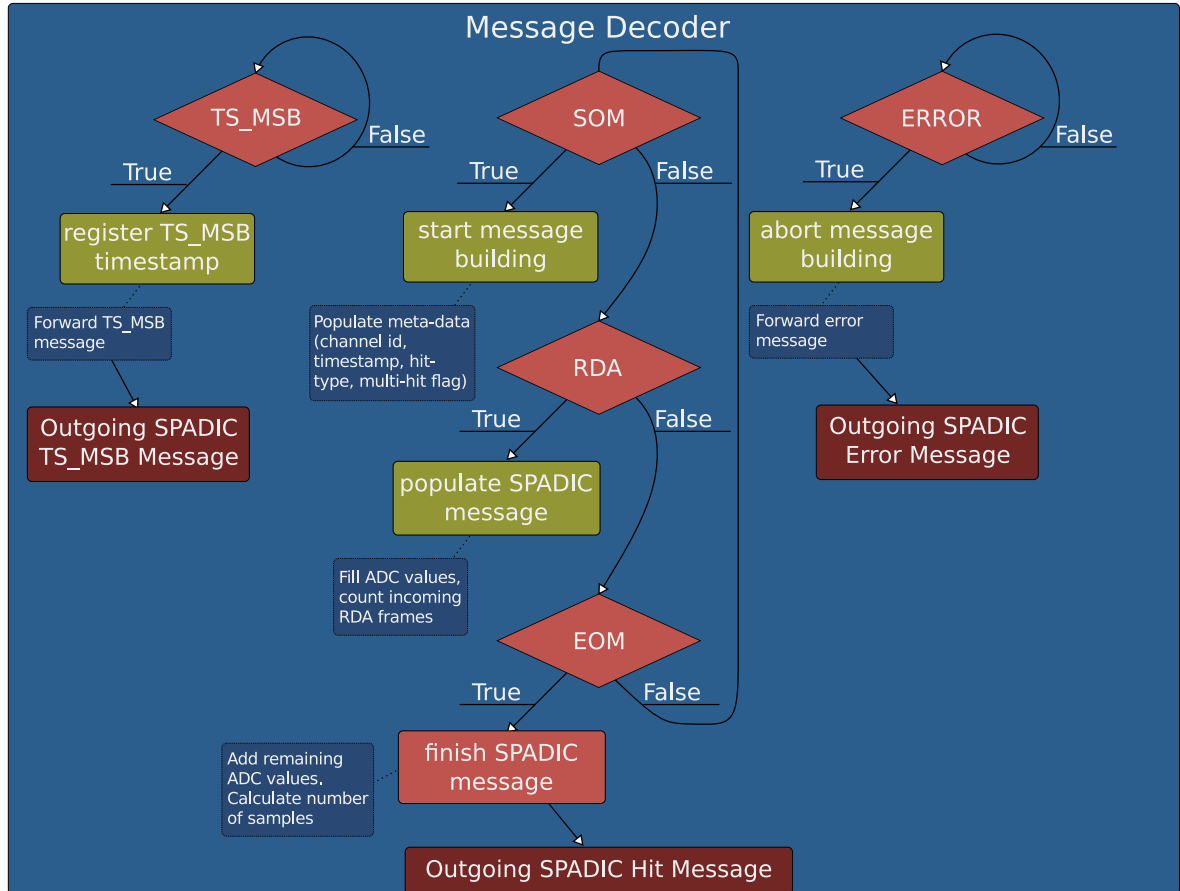 Message Decoder
TS_MSB
False
True
register TS_MSB
timestamp
Forward TS_MSB
message
Outgoing SPADIC
TS_MSB Message
SOM
False
True
start message
building
Populate meta-data
(channel id,
timestamp, hit-
type, multi-hit flag)
RDA
False
True
populate SPADIC
message
Fill ADC values,
count incoming
RDA frames
EOM
True
False
finish SPADIC
message
Add remaining
ADC values.
Calculate number
of samples
Outgoing SPADIC Hit Message
ERROR
False
True
abort message
building
Forward error
message
Outgoing SPADIC
Error Message